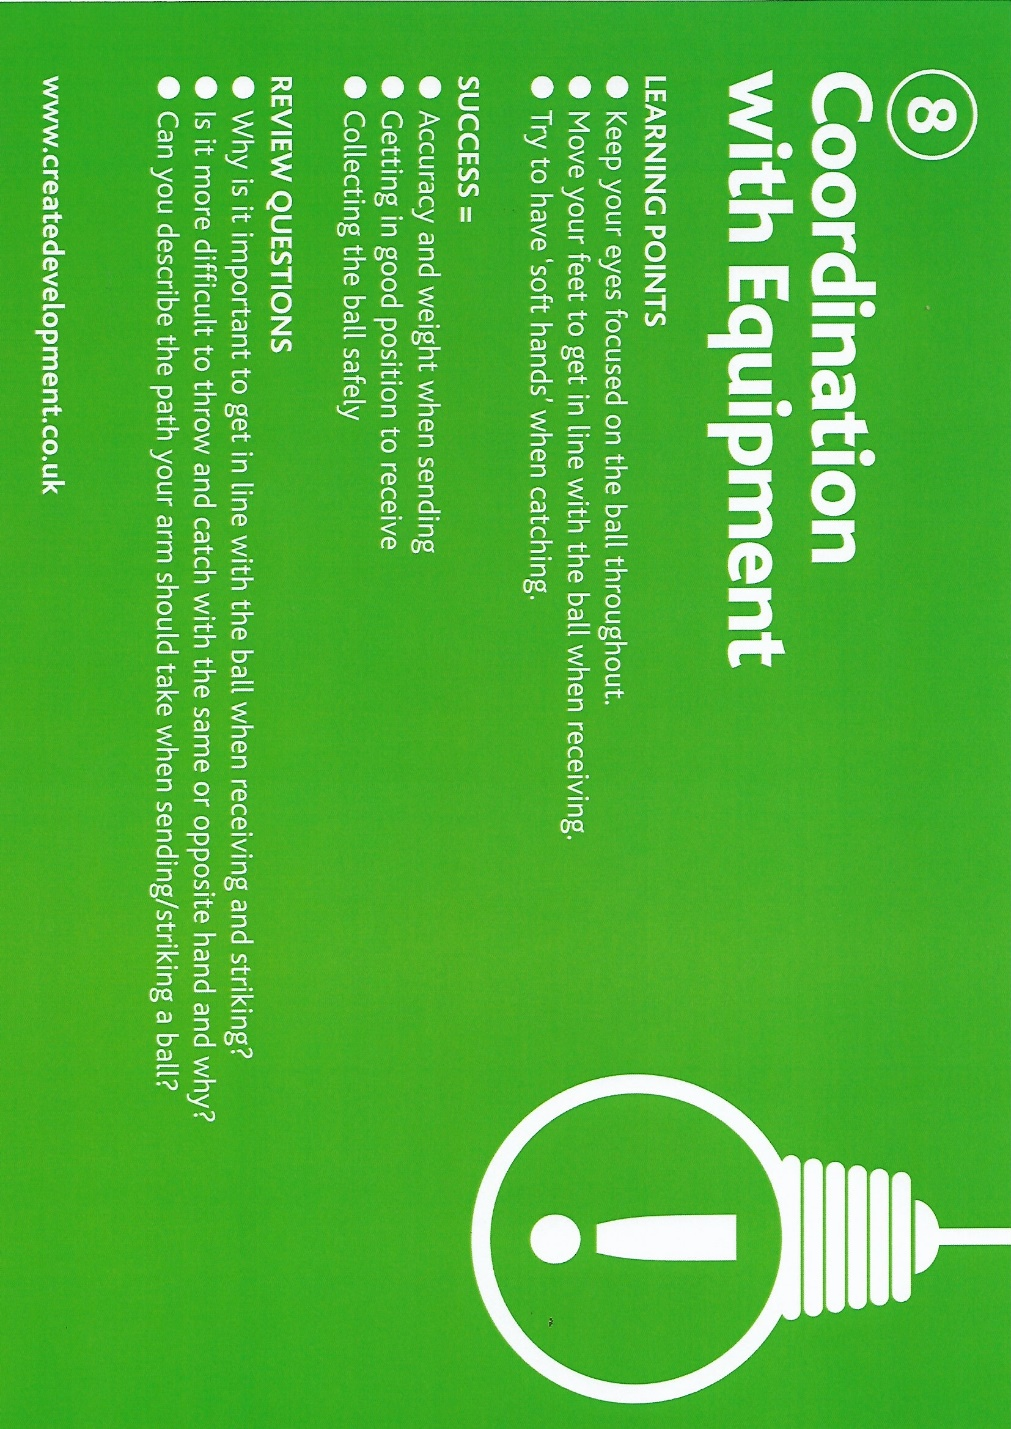 8
Coordination
with Equipment
LEARNING POINTS
● Keep your eyes focused on the ball throughout.
● Move your feet to get in line with the ball when receiving.
● Try to have ‘soft hands’ when catching.
SUCCESS =
● Accuracy and weight when sending
● Getting in good position to receive
● Collecting the ball safely
REVIEW QUESTIONS
● Why is it important to get in line with the ball when receiving and striking?
● Is it more difficult to throw and catch with the same or opposite hand and why?
● Can you describe the path your arm should take when sending/striking a ball?
www.createdevelopment.co.uk
!